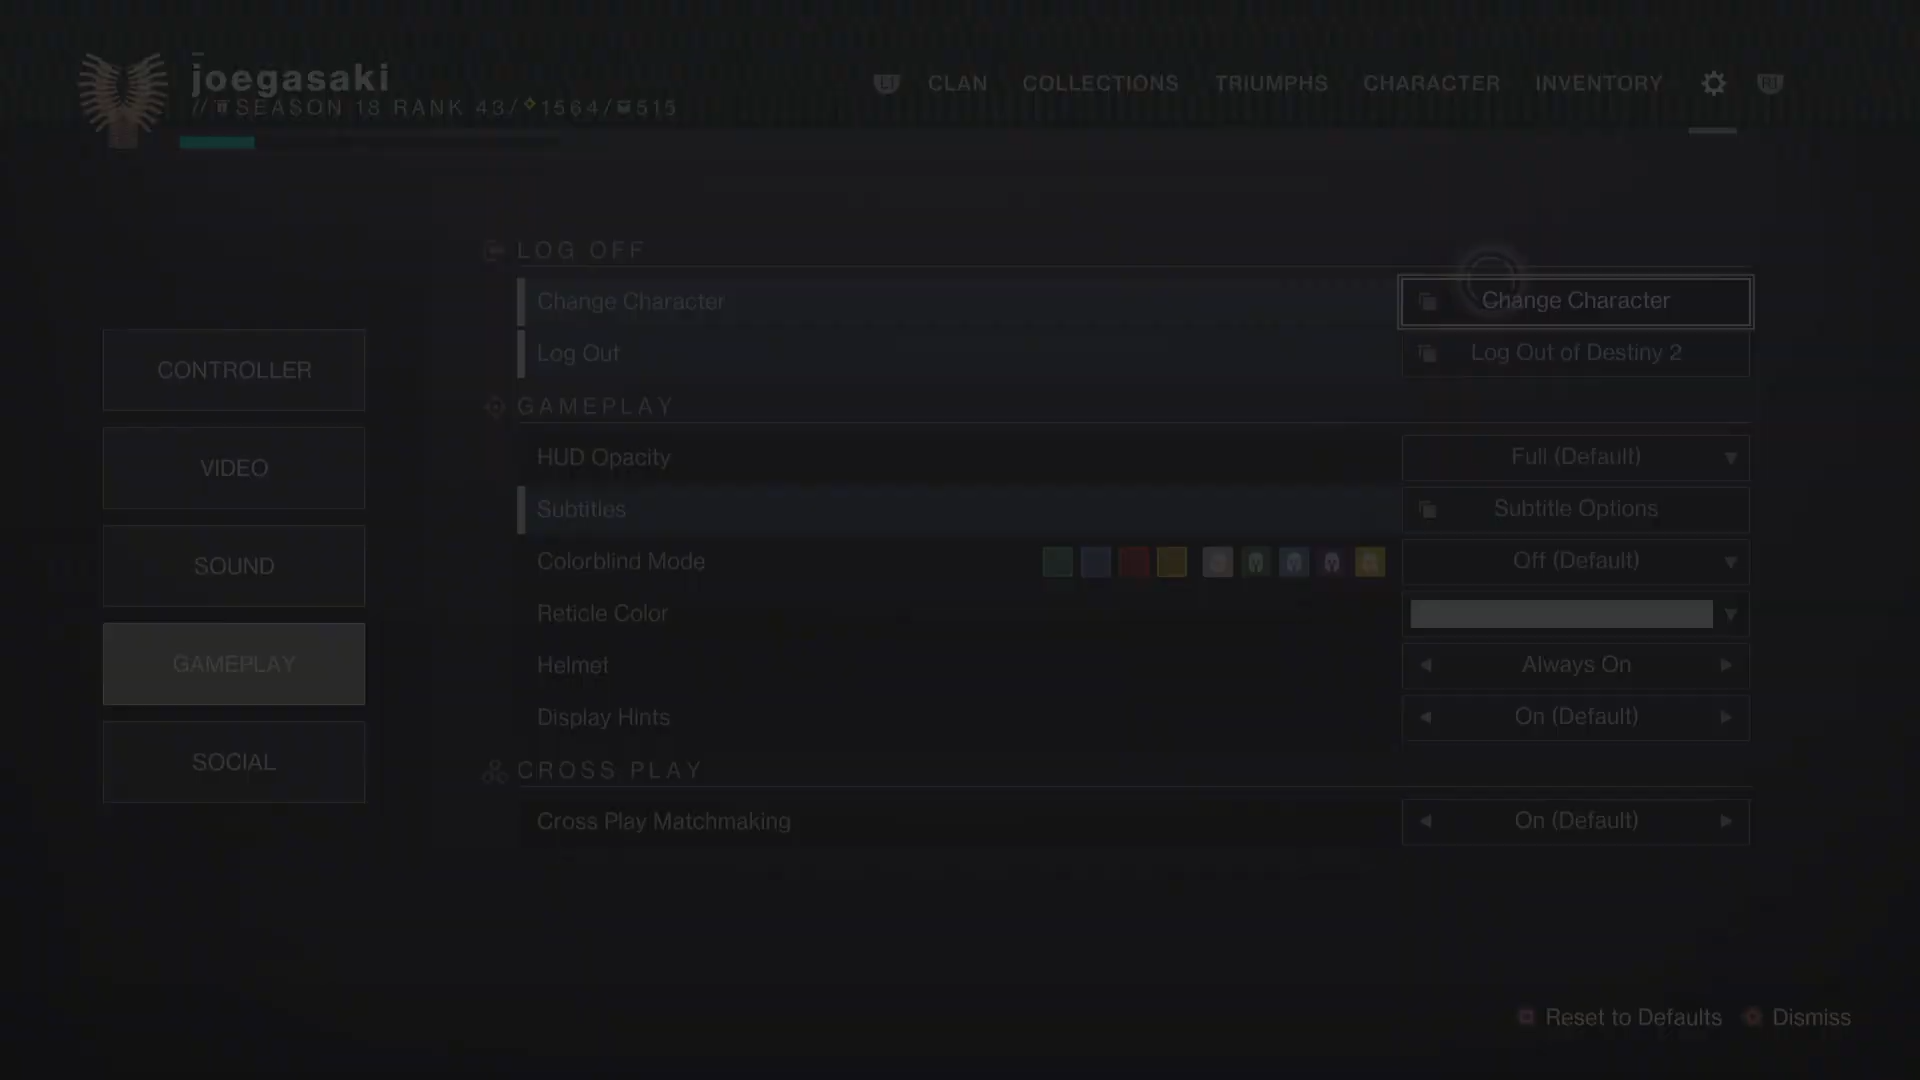 joegasaki
// SEASON 18 RANK 43/1564/515
L1 CLAN COLLECTIONS TRIUMPHS CHARACTER INVENTORY R1
LOG OFF
Change Character Change Character
Log Out Log Out of Destiny 2
GAMEPLAY
HUD Opacity Full (Default)
Subtitles Subtitle Options
Colorblind Mode Off (Default)
Reticle Color
Helmet Always On
Display Hints On (Default)
CROSS PLAY
Cross Play Matchmaking On (Default)
CONTROLLER
VIDEO
SOUND
GAMEPLAY
SOCIAL
Reset to Defaults Dismiss